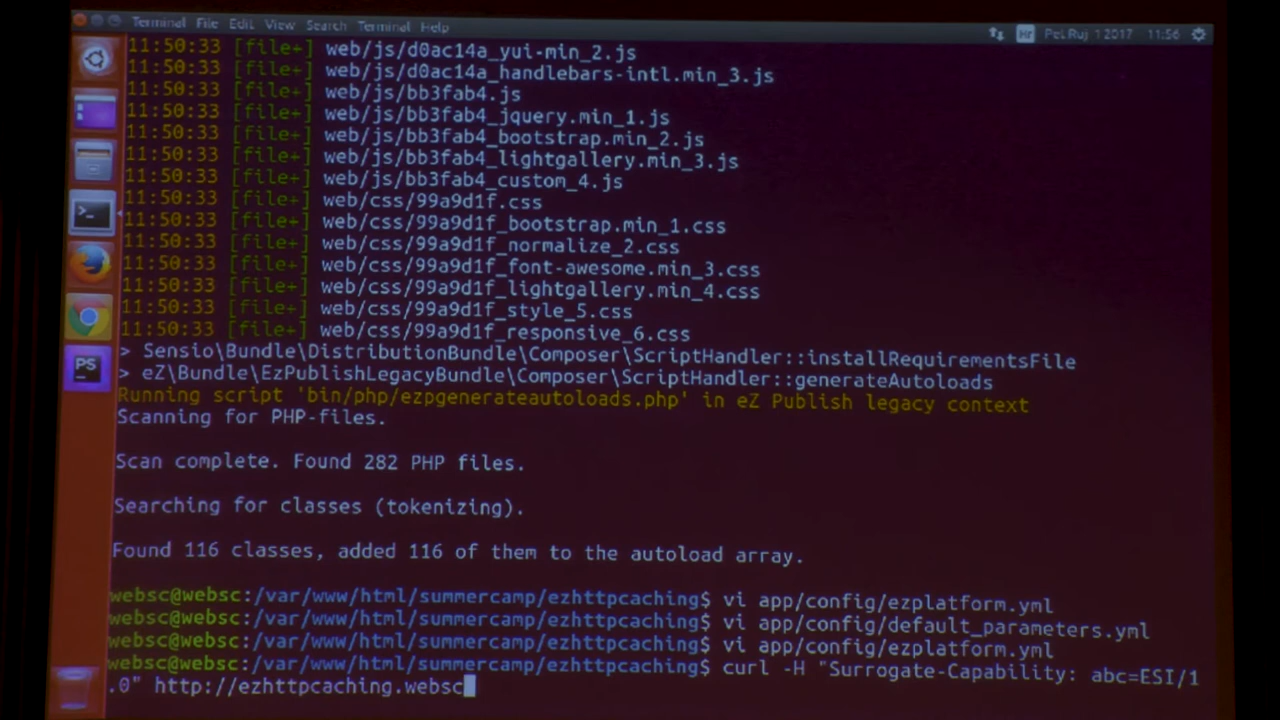 Terminal File Edit View Search Terminal Help Hr Pet Ruj 1 2017 11:56
11:50:33 [file+] web/js/d0ac14a_yui-min_2.js
11:50:33 [file+] web/js/d0ac14a_handlebars-intl.min_3.js
11:50:33 [file+] web/js/bb3fab4.js
11:50:33 [file+] web/js/bb3fab4_jquery.min_1.js
11:50:33 [file+] web/js/bb3fab4_bootstrap.min_2.js
11:50:33 [file+] web/js/bb3fab4_lightgallery.min_3.js
11:50:33 [file+] web/js/bb3fab4_custom_4.js
11:50:33 [file+] web/css/99a9d1f.css
11:50:33 [file+] web/css/99a9d1f_bootstrap.min_1.css
11:50:33 [file+] web/css/99a9d1f_normalize_2.css
11:50:33 [file+] web/css/99a9d1f_font-awesome.min_3.css
11:50:33 [file+] web/css/99a9d1f_lightgallery.min_4.css
11:50:33 [file+] web/css/99a9d1f_style_5.css
11:50:33 [file+] web/css/99a9d1f_responsive_6.css
> Sensio\Bundle\DistributionBundle\Composer\ScriptHandler::installRequirementsFile
> eZ\Bundle\EzPublishLegacyBundle\Composer\ScriptHandler::generateAutoloads
Running script 'bin/php/ezpgenerateautoloads.php' in eZ Publish legacy context
Scanning for PHP-files.
Scan complete. Found 282 PHP files.
Searching for classes (tokenizing).
Found 116 classes, added 116 of them to the autoload array.
websc@websc:/var/www/html/summercamp/ezhttpcaching$ vi app/config/ezplatform.yml
websc@websc:/var/www/html/summercamp/ezhttpcaching$ vi app/config/default_parameters.yml
websc@websc:/var/www/html/summercamp/ezhttpcaching$ vi app/config/ezplatform.yml
websc@websc:/var/www/html/summercamp/ezhttpcaching$ curl -H "Surrogate-Capability: abc=ESI/1
.0" http://ezhttpcaching.websc
PS